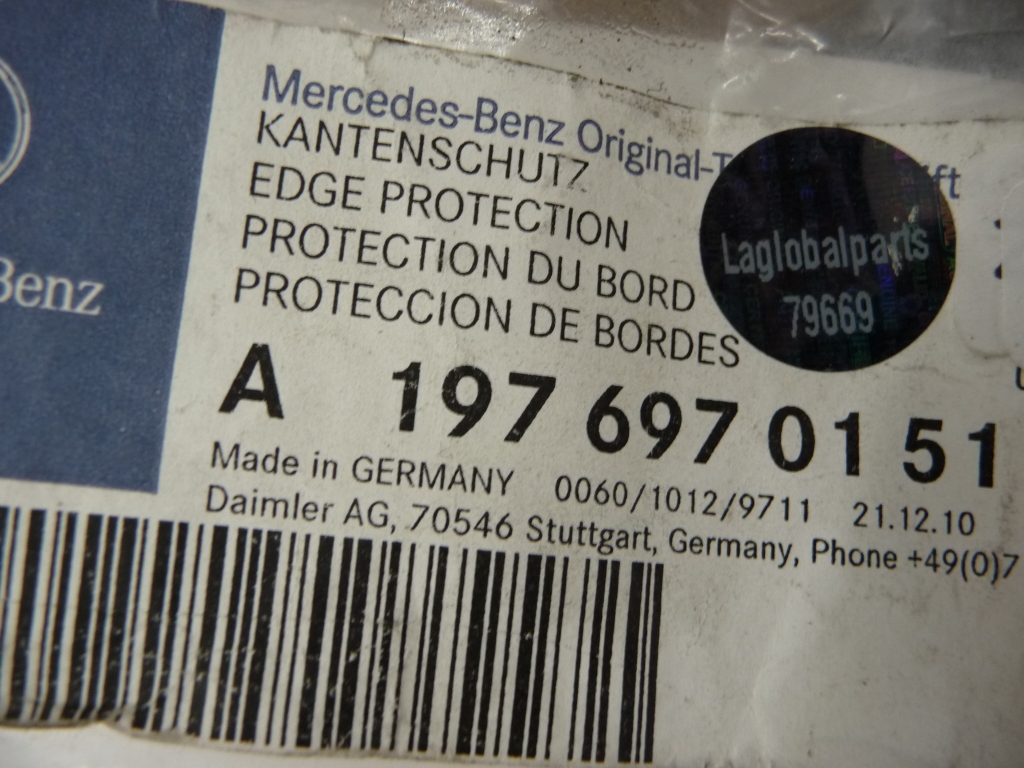 Mercedes-Benz Original-T
KANTENSCHUTZ
EDGE PROTECTION
PROTECTION DU BORD
PROTECCION DE BORDES
Laglobalparts
79669
Benz
A 197 697 01 51
Made in GERMANY 0060/1012/9711 21.12.10
Daimler AG, 70546 Stuttgart, Germany, Phone +49(0)7